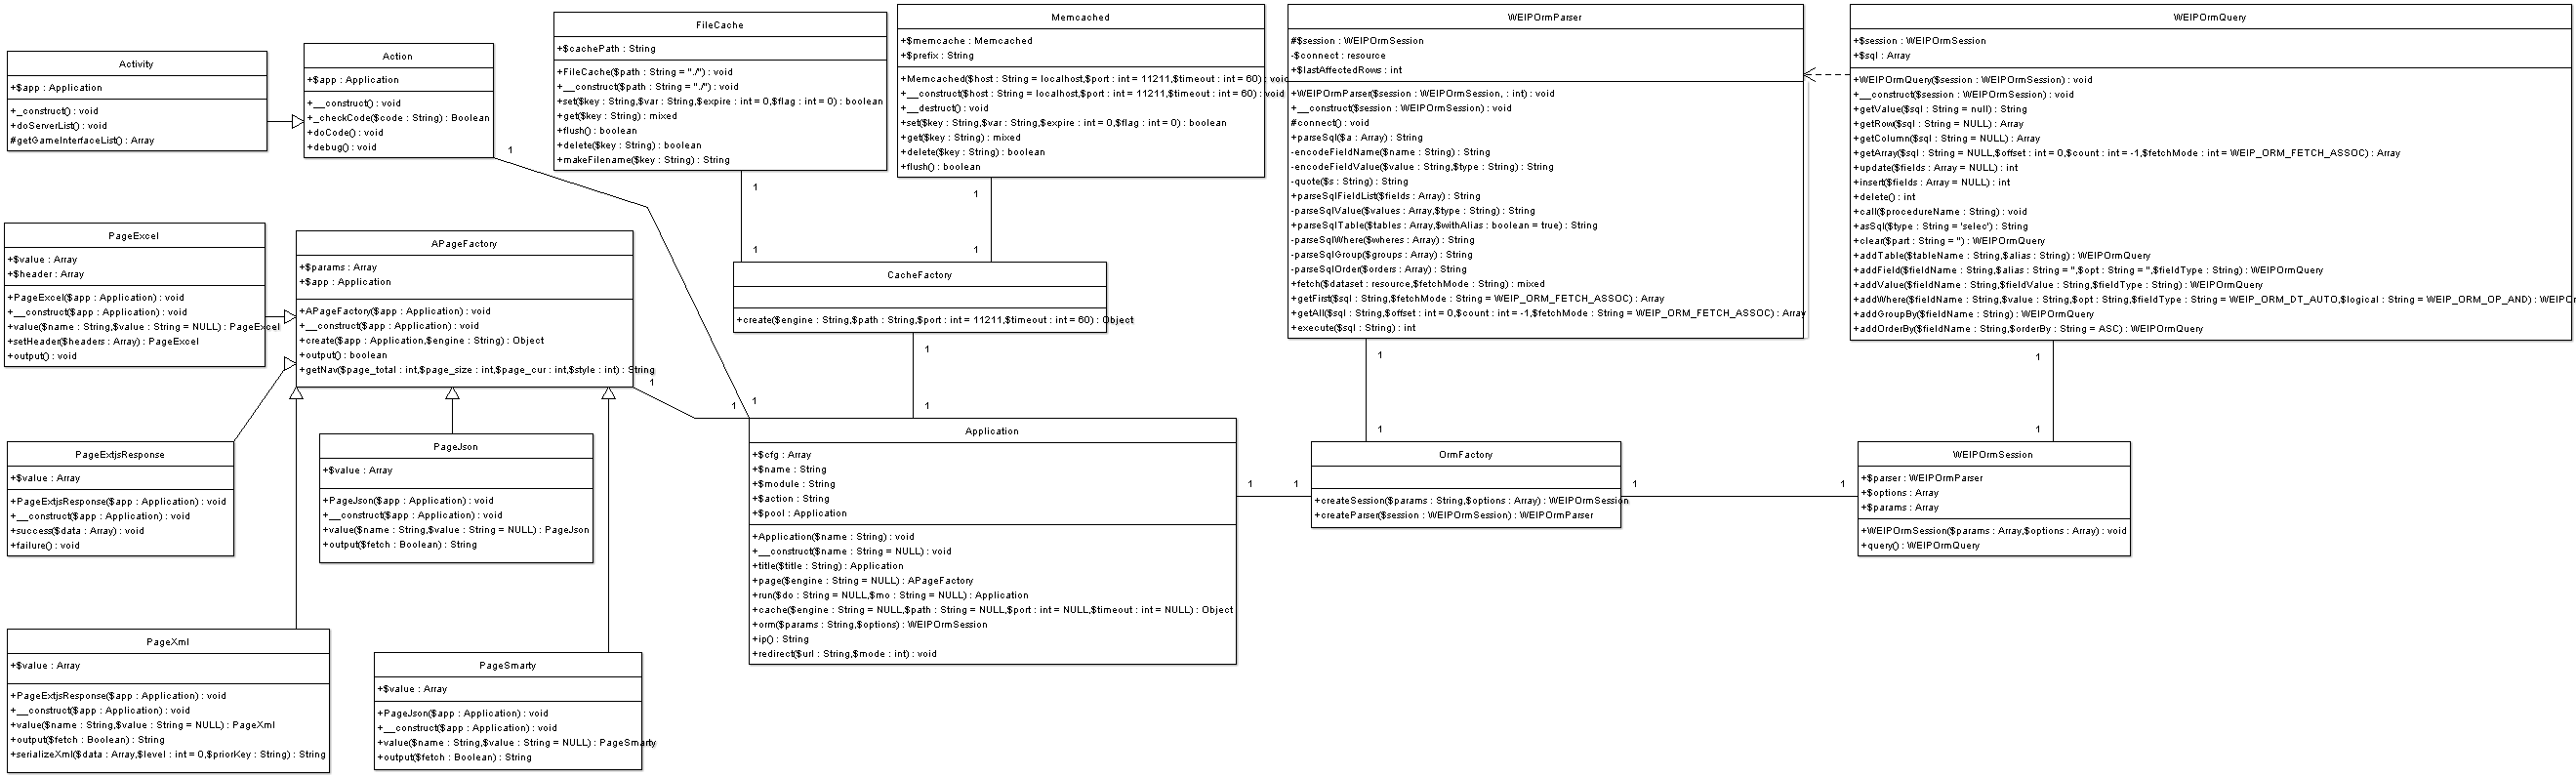 Activity
+$app : Application
+_construct() : void
+doServerList() : void
#getGameInterfaceList() : Array
Action
+$app : Application
+__construct() : void
+_checkCode($code : String) : Boolean
+doCode() : void
+debug() : void
1
FileCache
+$cachePath : String
+FileCache($path : String = "./") : void
+__construct($path : String = "./") : void
+set($key : String,$var : String,$expire : int = 0,$flag : int = 0) : boolean
+get($key : String) : mixed
+flush() : boolean
+delete($key : String) : boolean
+makeFilename($key : String) : String
1
1
Memcached
+$memcache : Memcached
+$prefix : String
+Memcached($host : String = localhost,$port : int = 11211,$timeout : int = 60) : void
+__construct($host : String = localhost,$port : int = 11211,$timeout : int = 60) : void
+__destruct() : void
+set($key : String,$var : String,$expire : int = 0,$flag : int = 0) : boolean
+get($key : String) : mixed
+delete($key : String) : boolean
+flush() : boolean
1
1
WEIPOrmParser
#$session : WEIPOrmSession
-$connect : resource
+$lastAffectedRows : int
+WEIPOrmParser($session : WEIPOrmSession, : int) : void
+__construct($session : WEIPOrmSession) : void
#connect() : void
+parseSql($a : Array) : String
-encodeFieldName($name : String) : String
-encodeFieldValue($value : String,$type : String) : String
-quote($s : String) : String
+parseSqlFieldList($fields : Array) : String
-parseSqlValue($values : Array,$type : String) : String
+parseSqlTable($tables : Array,$withAlias : boolean = true) : String
-parseSqlWhere($wheres : Array) : String
-parseSqlGroup($groups : Array) : String
-parseSqlOrder($orders : Array) : String
+fetch($dataset : resource,$fetchMode : String) : mixed
+getFirst($sql : String,$fetchMode : String = WEIP_ORM_FETCH_ASSOC) : Array
+getAll($sql : String,$offset : int = 0,$count : int = -1,$fetchMode : String = WEIP_ORM_FETCH_ASSOC) : Array
+execute($sql : String) : int
1
1
WEIPOrmQuery
+$session : WEIPOrmSession
+$sql : Array
+WEIPOrmQuery($session : WEIPOrmSession) : void
+__construct($session : WEIPOrmSession) : void
+getValue($sql : String = null) : String
+getRow($sql : String = NULL) : Array
+getColumn($sql : String = NULL) : Array
+getArray($sql : String = NULL,$offset : int = 0,$count : int = -1,$fetchMode : int = WEIP_ORM_FETCH_ASSOC) : Array
+update($fields : Array = NULL) : int
+insert($fields : Array = NULL) : int
+delete() : int
+call($procedureName : String) : void
+asSql($type : String = 'selec') : String
+clear($part : String = '') : WEIPOrmQuery
+addTable($tableName : String,$alias : String) : WEIPOrmQuery
+addField($fieldName : String,$alias : String = '',$opt : String = '',$fieldType : String) : WEIPOrmQuery
+addValue($fieldName : String,$fieldValue : String,$fieldType : String) : WEIPOrmQuery
+addWhere($fieldName : String,$value : String,$opt : String,$fieldType : String = WEIP_ORM_DT_AUTO,$logical : String = WEIP_ORM_OP_AND) : WEIPO
+addGroupBy($fieldName : String) : WEIPOrmQuery
+addOrderBy($fieldName : String,$orderBy : String = ASC) : WEIPOrmQuery
1
1
PageExcel
+$value : Array
+$header : Array
+PageExcel($app : Application) : void
+__construct($app : Application) : void
+value($name : String,$value : String = NULL) : PageExcel
+setHeader($headers : Array) : PageExcel
+output() : void
APageFactory
+$params : Array
+$app : Application
+APageFactory($app : Application) : void
+__construct($app : Application) : void
+create($app : Application,$engine : String) : Object
+output() : boolean
+getNav($page_total : int,$page_size : int,$page_cur : int,$style : int) : String
1
1
1
CacheFactory
+create($engine : String,$path : String,$port : int = 11211,$timeout : int = 60) : Object
1
1
PageExtjsResponse
+$value : Array
+PageExtjsResponse($app : Application) : void
+__construct($app : Application) : void
+success($data : Array) : void
+failure() : void
PageJson
+$value : Array
+PageJson($app : Application) : void
+__construct($app : Application) : void
+value($name : String,$value : String = NULL) : PageJson
+output($fetch : Boolean) : String
Application
+$cfg : Array
+$name : String
+$module : String
+$action : String
+$pool : Application
+Application($name : String) : void
+__construct($name : String = NULL) : void
+title($title : String) : Application
+page($engine : String = NULL) : APageFactory
+run($do : String = NULL,$mo : String = NULL) : Application
+cache($engine : String = NULL,$path : String = NULL,$port : int = NULL,$timeout : int = NULL) : Object
+orm($params : String,$options) : WEIPOrmSession
+ip() : String
+redirect($url : String,$mode : int) : void
1
1
OrmFactory
+createSession($params : String,$options : Array) : WEIPOrmSession
+createParser($session : WEIPOrmSession) : WEIPOrmParser
1
1
WEIPOrmSession
+$parser : WEIPOrmParser
+$options : Array
+$params : Array
+WEIPOrmSession($params : Array,$options : Array) : void
+query() : WEIPOrmQuery
PageXml
+$value : Array
+PageExtjsResponse($app : Application) : void
+__construct($app : Application) : void
+value($name : String,$value : String = NULL) : PageXml
+output($fetch : Boolean) : String
+serializeXml($data : Array,$level : int = 0,$priorKey : String) : String
PageSmarty
+$value : Array
+PageJson($app : Application) : void
+__construct($app : Application) : void
+value($name : String,$value : String = NULL) : PageSmarty
+output($fetch : Boolean) : String